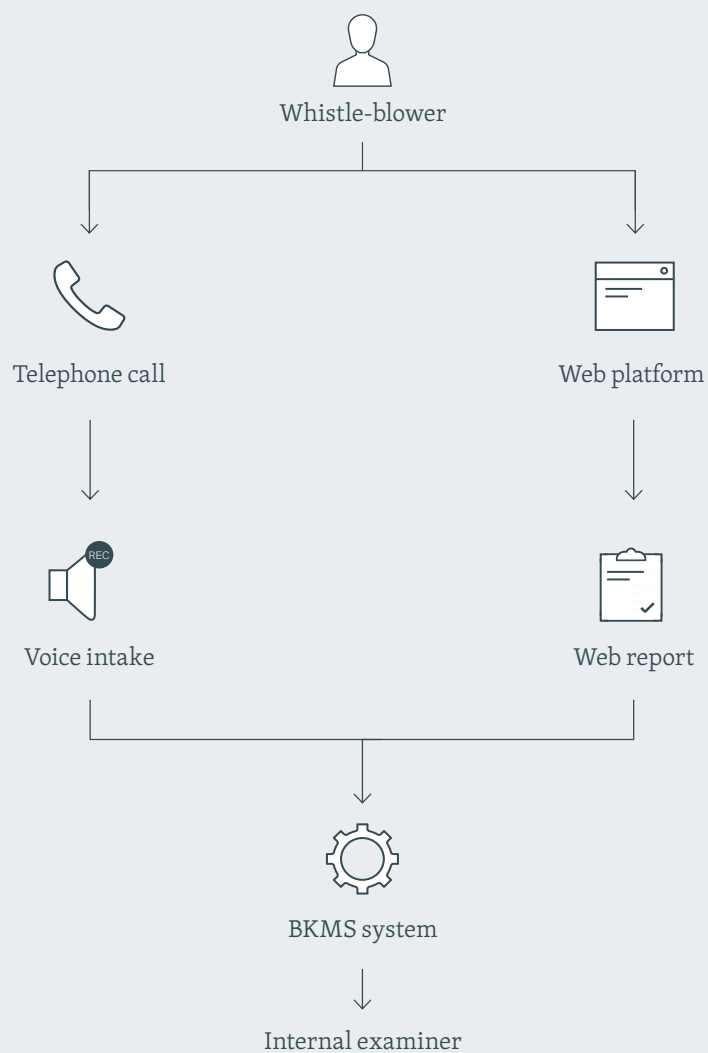 Whistle-blower
Telephone call
Web platform
REC
Voice intake
Web report
BKMS system
Internal examiner